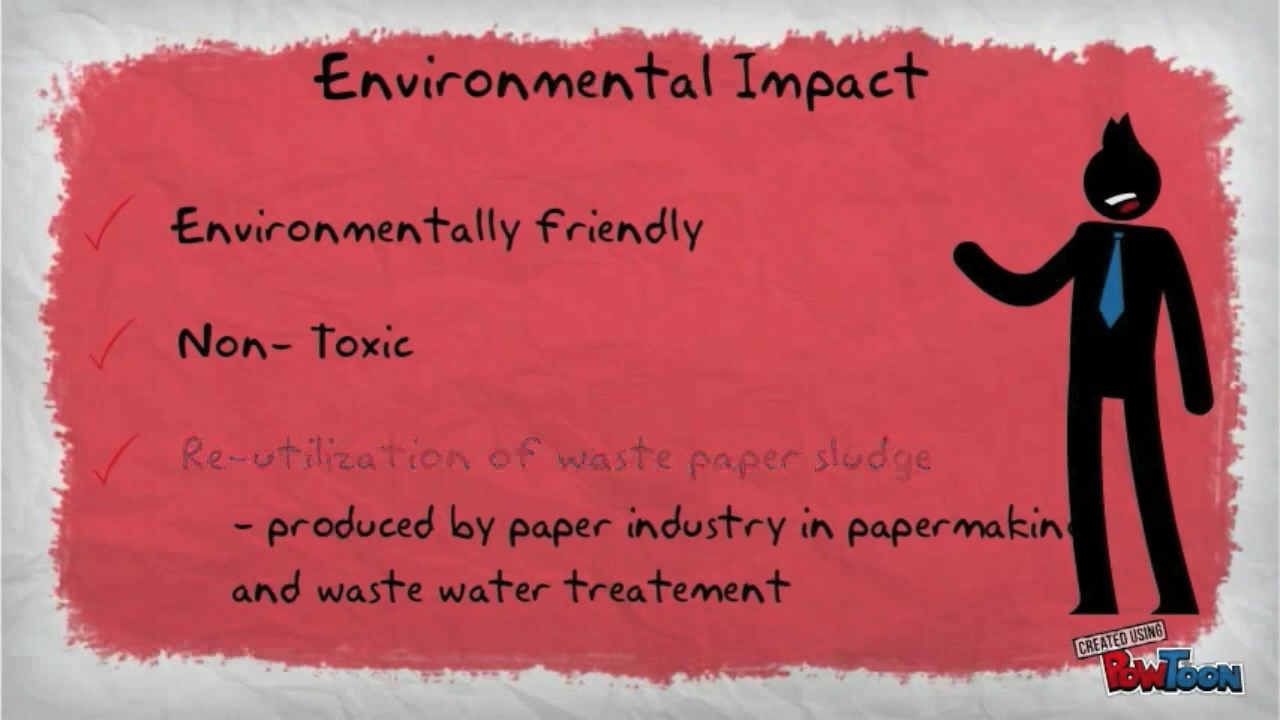 Environmental Impact
Environmentally friendly
Non- Toxic
Re-utilization of waste paper sludge
- produced by paper industry in papermakin
and waste water treatement
CREATED USING
POWTOON